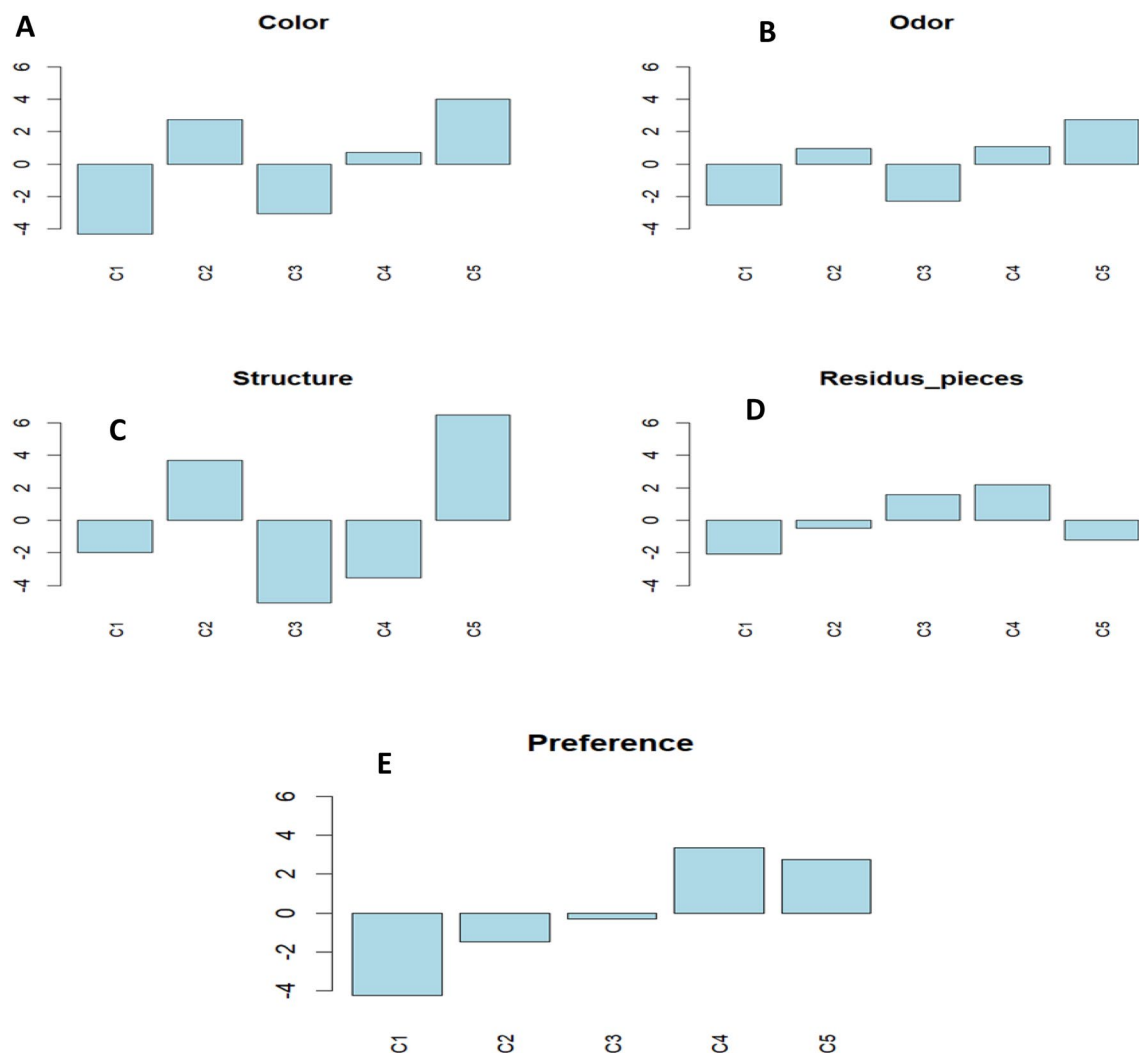 A
Color
6
4
2
0
-2
-4
C1
C2
C3
C4
C5
B
Odor
6
4
2
0
-2
-4
C1
C2
C3
C4
C5
C
Structure
6
4
2
0
-2
-4
C1
C2
C3
C4
C5
D
Residus_pieces
6
4
2
0
-2
-4
C1
C2
C3
C4
C5
E
Preference
6
4
2
0
-2
-4
C1
C2
C3
C4
C5